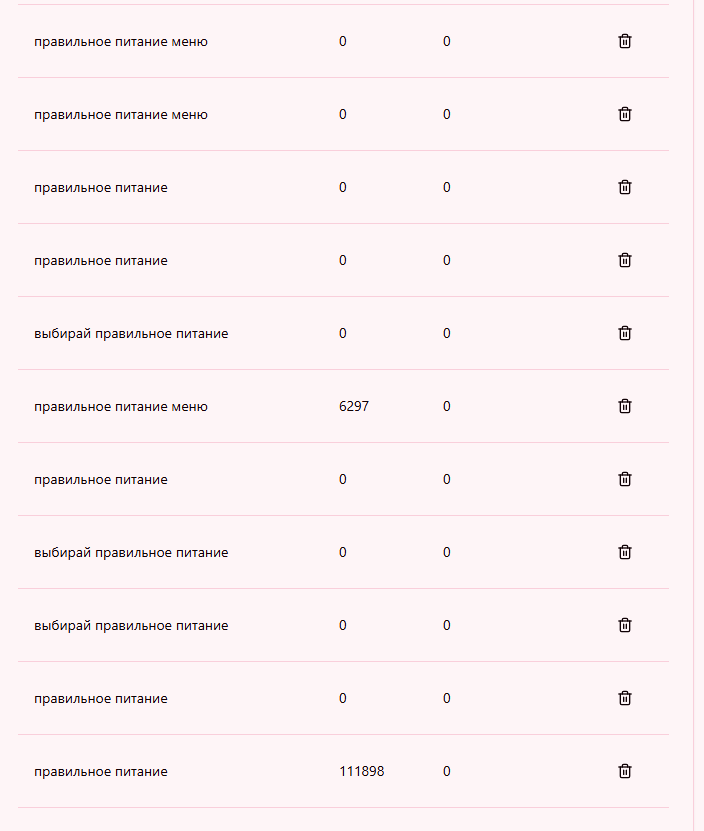 правильное питание меню 0 0
правильное питание меню 0 0
правильное питание 0 0
правильное питание 0 0
выбирай правильное питание 0 0
правильное питание меню 6297 0
правильное питание 0 0
выбирай правильное питание 0 0
выбирай правильное питание 0 0
правильное питание 0 0
правильное питание 111898 0